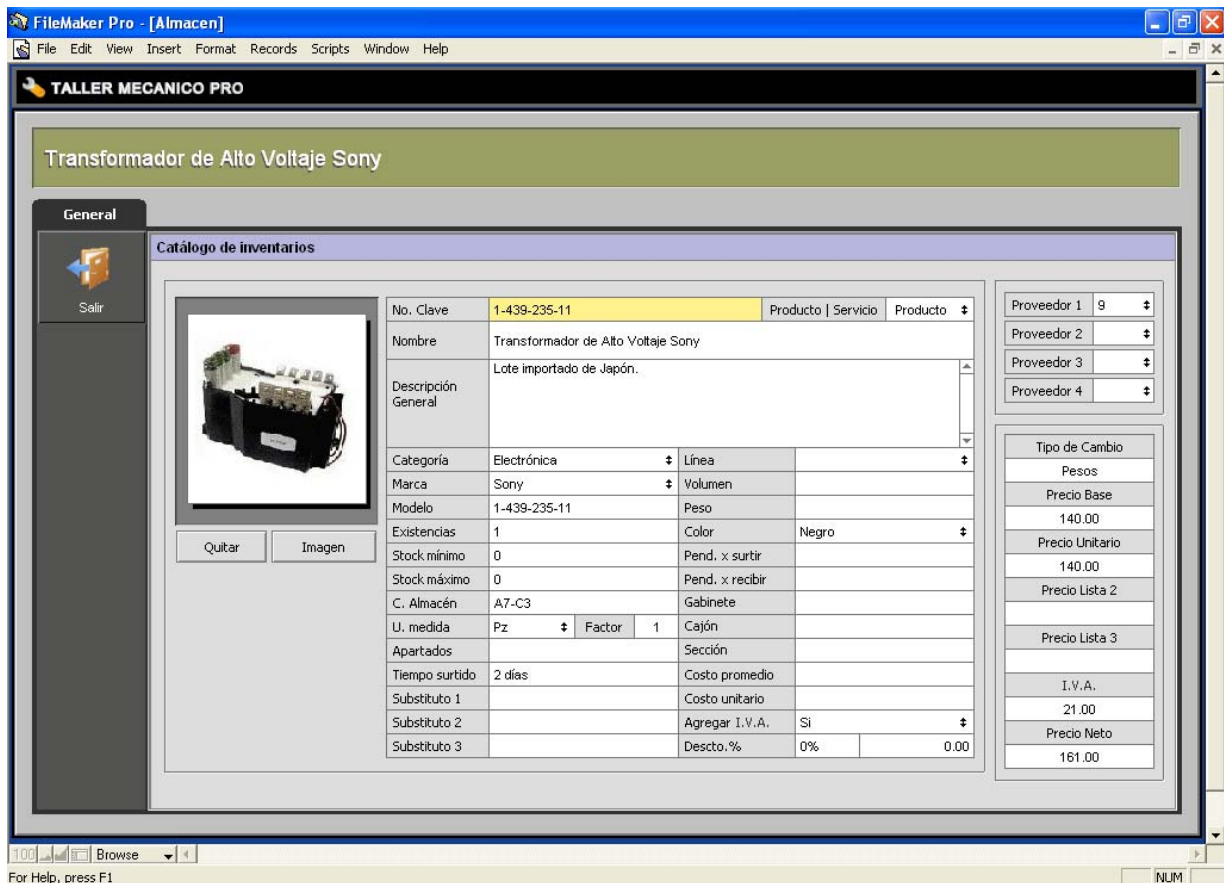 FileMaker Pro - [Almacen]
File Edit View Insert Format Records Scripts Window Help
TALLER MECANICO PRO
Transformador de Alto Voltaje Sony
General
Salir
Catálogo de inventarios
Quitar Imagen
No. Clave 1-439-235-11 Producto | Servicio Producto
Nombre Transformador de Alto Voltaje Sony
Descripción
General
Lote importado de Japón.
Categoría Electrónica Línea
Marca Sony Volumen
Modelo 1-439-235-11 Peso
Existencias 1 Color Negro
Stock mínimo 0 Pend. x surtir
Stock máximo 0 Pend. x recibir
C. Almacén A7-C3 Gabinete
U. medida Pz Factor 1 Cajón
Apartados Sección
Tiempo surtido 2 días Costo promedio
Substituto 1 Costo unitario
Substituto 2 Agregar I.V.A. Si
Substituto 3 Descto.% 0% 0.00
Proveedor 1 9
Proveedor 2
Proveedor 3
Proveedor 4
Tipo de Cambio
Pesos
Precio Base
140.00
Precio Unitario
140.00
Precio Lista 2
Precio Lista 3
I.V.A.
21.00
Precio Neto
161.00
100 Browse
For Help, press F1 NUM